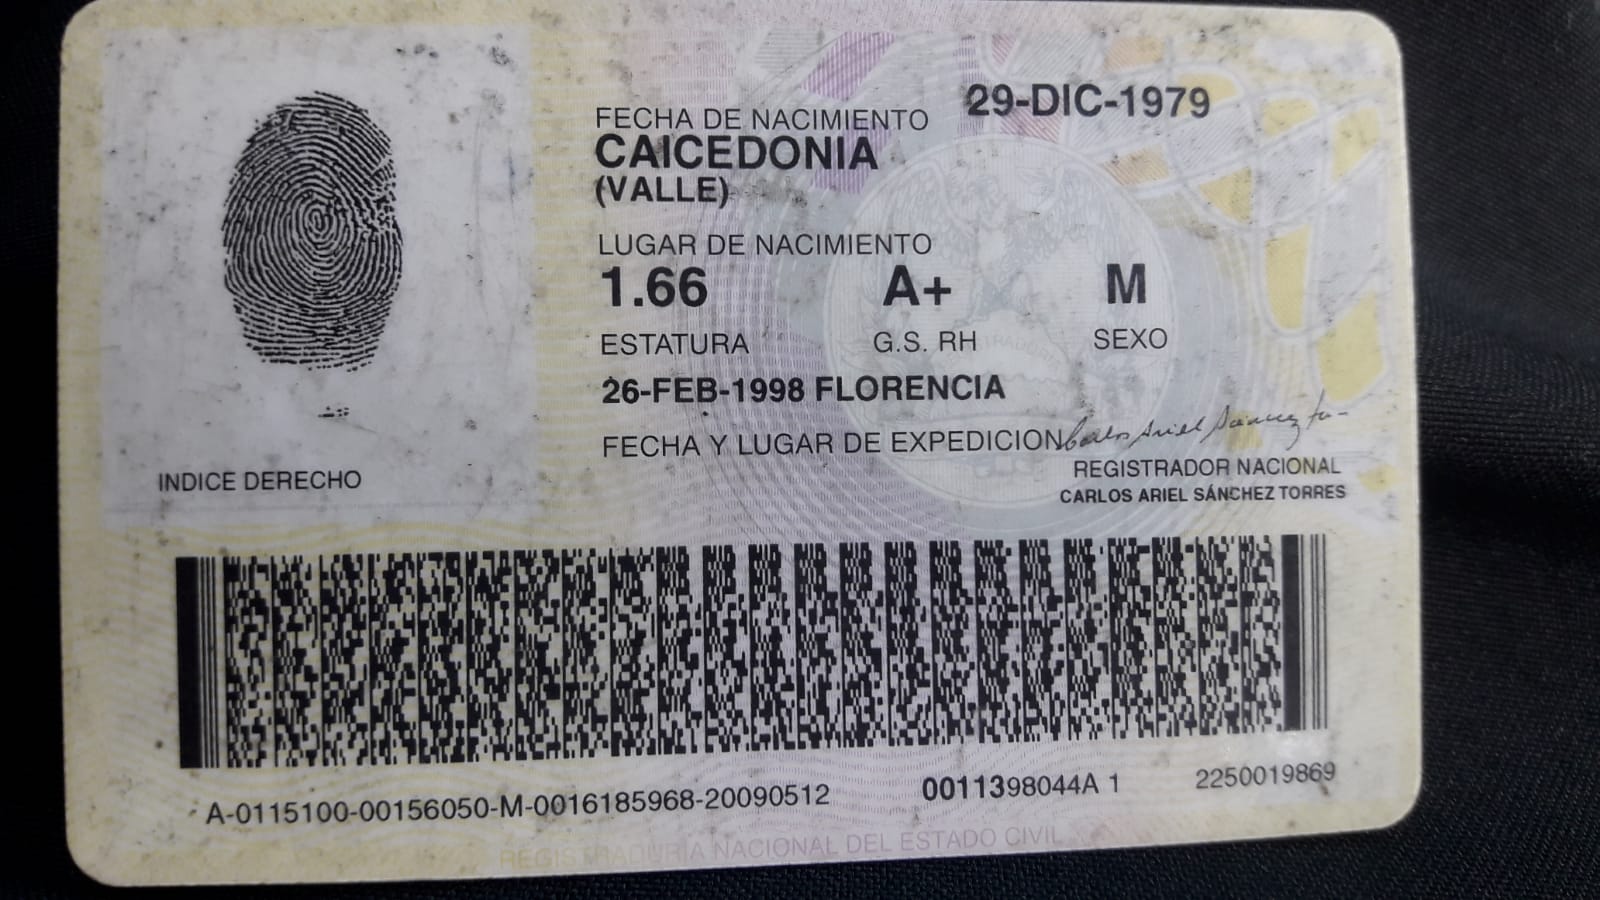 FECHA DE NACIMIENTO 29-DIC-1979
CAICEDONIA
(VALLE)
LUGAR DE NACIMIENTO
1.66 A+ M
ESTATURA G.S. RH SEXO
26-FEB-1998 FLORENCIA
FECHA Y LUGAR DE EXPEDICION
INDICE DERECHO
REGISTRADOR NACIONAL
CARLOS ARIEL SÁNCHEZ TORRES
A-0115100-00156050-M-0016185968-20090512 0011398044A 1 2250019869
REGISTRADURIA NACIONAL DEL ESTADO CIVIL